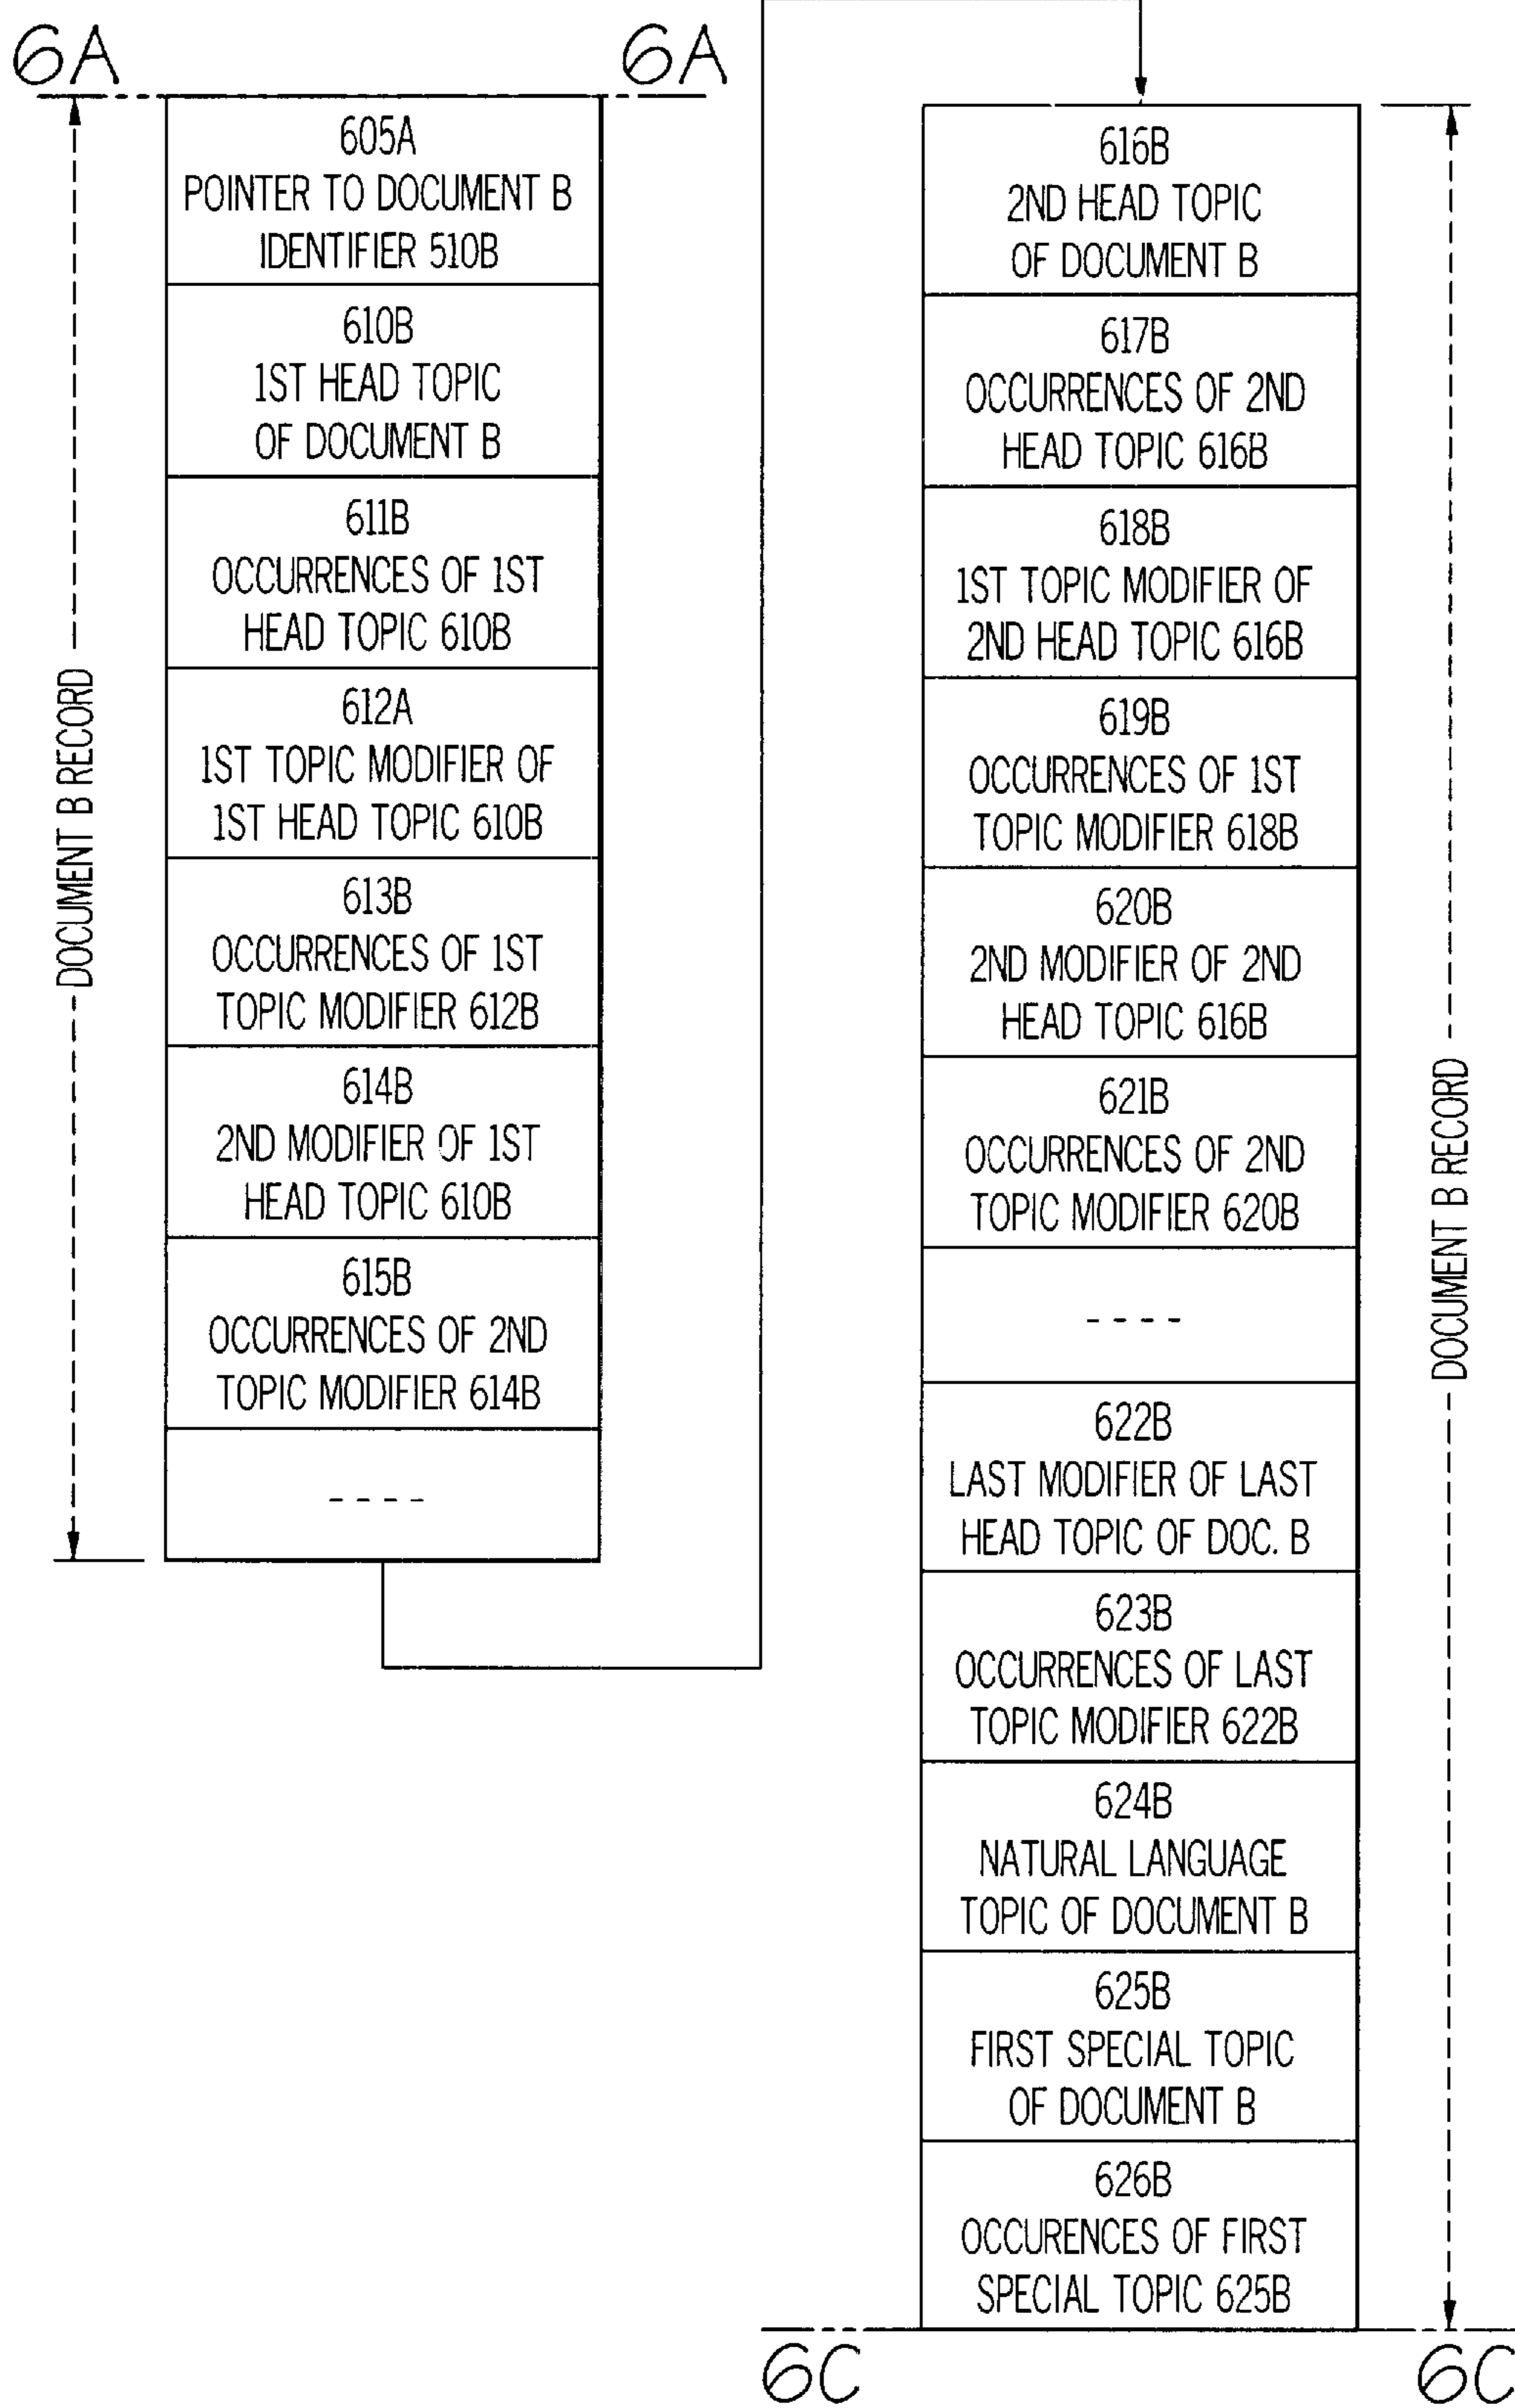 6A
6A
605A
POINTER TO DOCUMENT B
IDENTIFIER 510B
610B
1ST HEAD TOPIC
OF DOCUMENT B
611B
OCCURRENCES OF 1ST
HEAD TOPIC 610B
612A
1ST TOPIC MODIFIER OF
1ST HEAD TOPIC 610B
613B
OCCURRENCES OF 1ST
TOPIC MODIFIER 612B
614B
2ND MODIFIER OF 1ST
HEAD TOPIC 610B
615B
OCCURRENCES OF 2ND
TOPIC MODIFIER 614B
- - - -
DOCUMENT B RECORD
616B
2ND HEAD TOPIC
OF DOCUMENT B
617B
OCCURRENCES OF 2ND
HEAD TOPIC 616B
618B
1ST TOPIC MODIFIER OF
2ND HEAD TOPIC 616B
619B
OCCURRENCES OF 1ST
TOPIC MODIFIER 618B
620B
2ND MODIFIER OF 2ND
HEAD TOPIC 616B
621B
OCCURRENCES OF 2ND
TOPIC MODIFIER 620B
- - - -
622B
LAST MODIFIER OF LAST
HEAD TOPIC OF DOC. B
623B
OCCURRENCES OF LAST
TOPIC MODIFIER 622B
624B
NATURAL LANGUAGE
TOPIC OF DOCUMENT B
625B
FIRST SPECIAL TOPIC
OF DOCUMENT B
626B
OCCURENCES OF FIRST
SPECIAL TOPIC 625B
DOCUMENT B RECORD
6C
6C